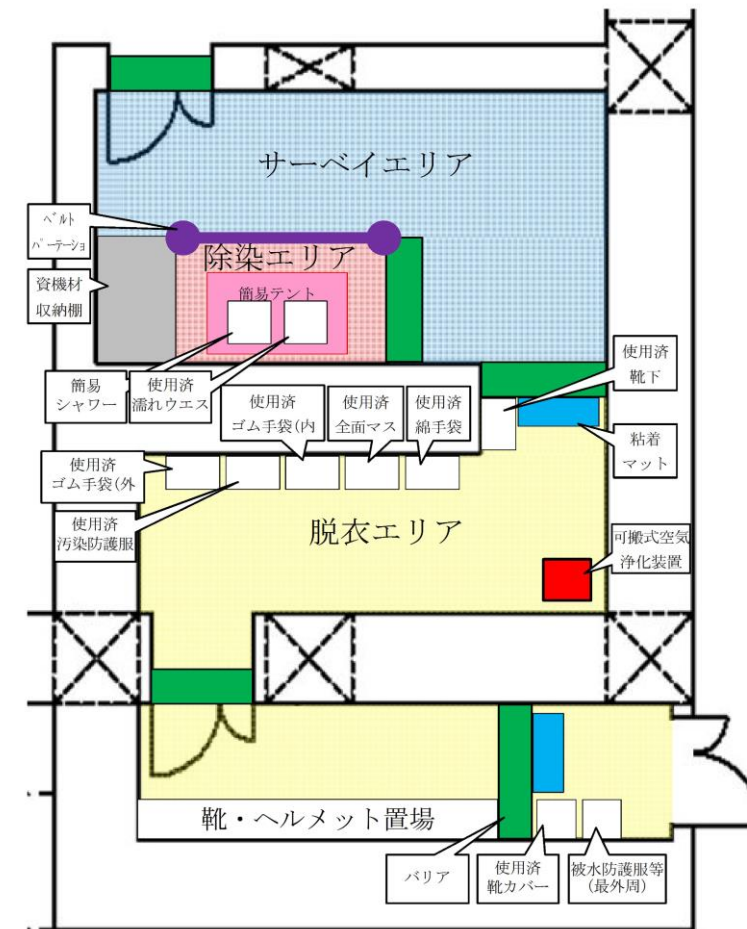 サーベイエリア
ベルト
パーテーショ
除染エリア
資機材
収納棚
簡易テント
簡易
シャワー
使用済
濡れウエス
使用済
ゴム手袋(内
使用済
全面マス
使用済
綿手袋
使用済
靴下
粘着
マット
使用済
ゴム手袋(外
使用済
汚染防護服
脱衣エリア
可搬式空気
浄化装置
靴・ヘルメット置場
バリア
使用済
靴カバー
被水防護服等
(最外周)